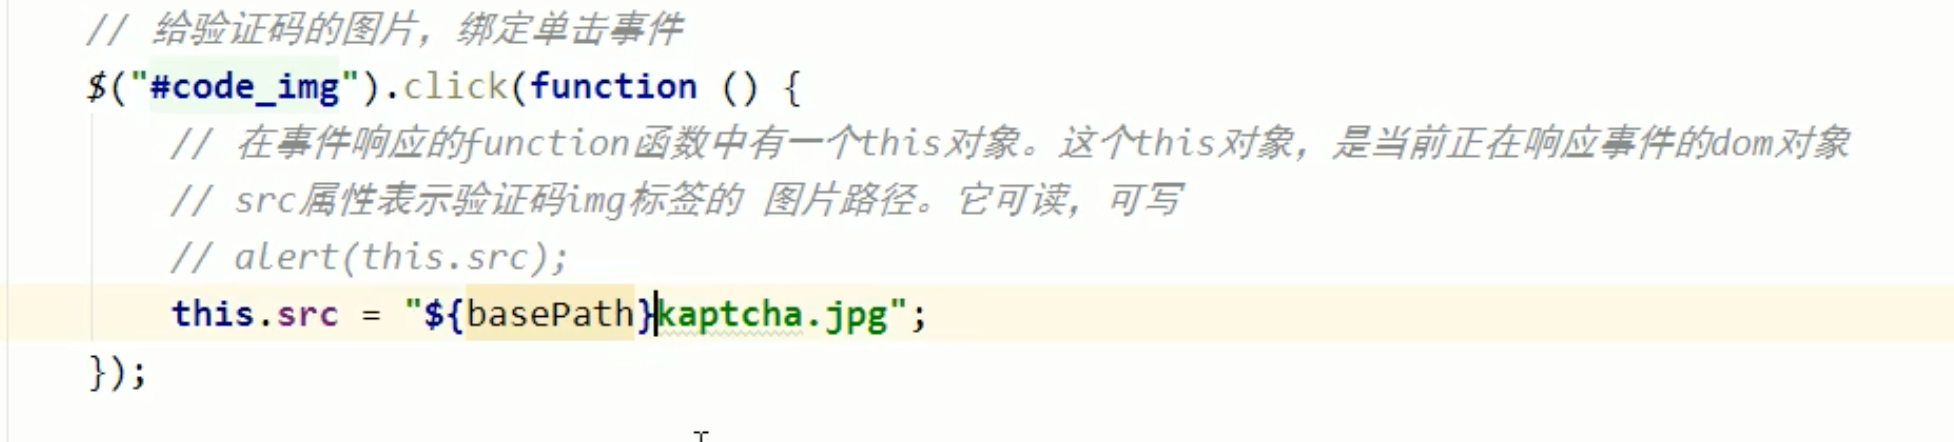 // 给验证码的图片，绑定单击事件
$("#code_img").click(function () {
// 在事件响应的function函数中有一个this对象。这个this对象，是当前正在响应事件的dom对象
// src属性表示验证码img标签的 图片路径。它可读，可写
// alert(this.src);
this.src = "${basePath}kaptcha.jpg";
});